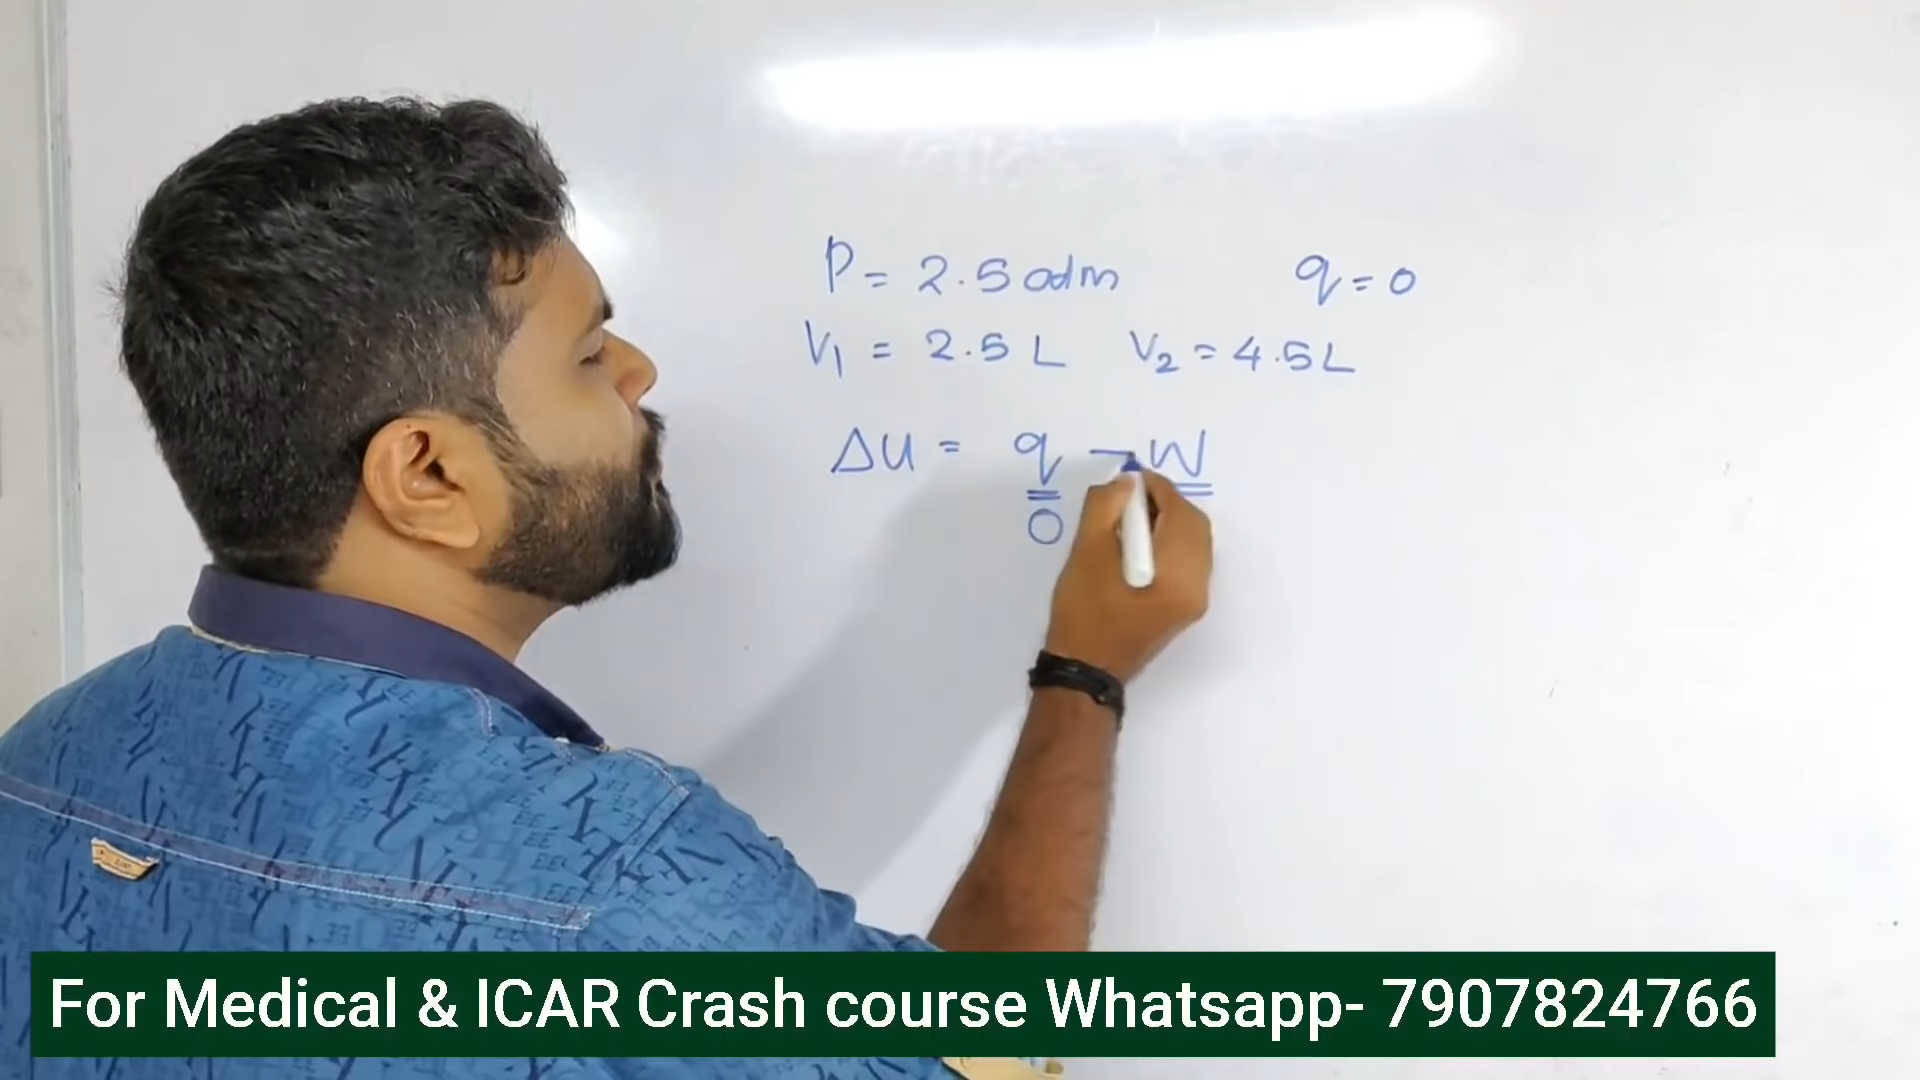 P = 2.5 atm q = 0
V1 = 2.5 L V2 = 4.5 L
ΔU = q - W
0
For Medical & ICAR Crash course Whatsapp- 7907824766